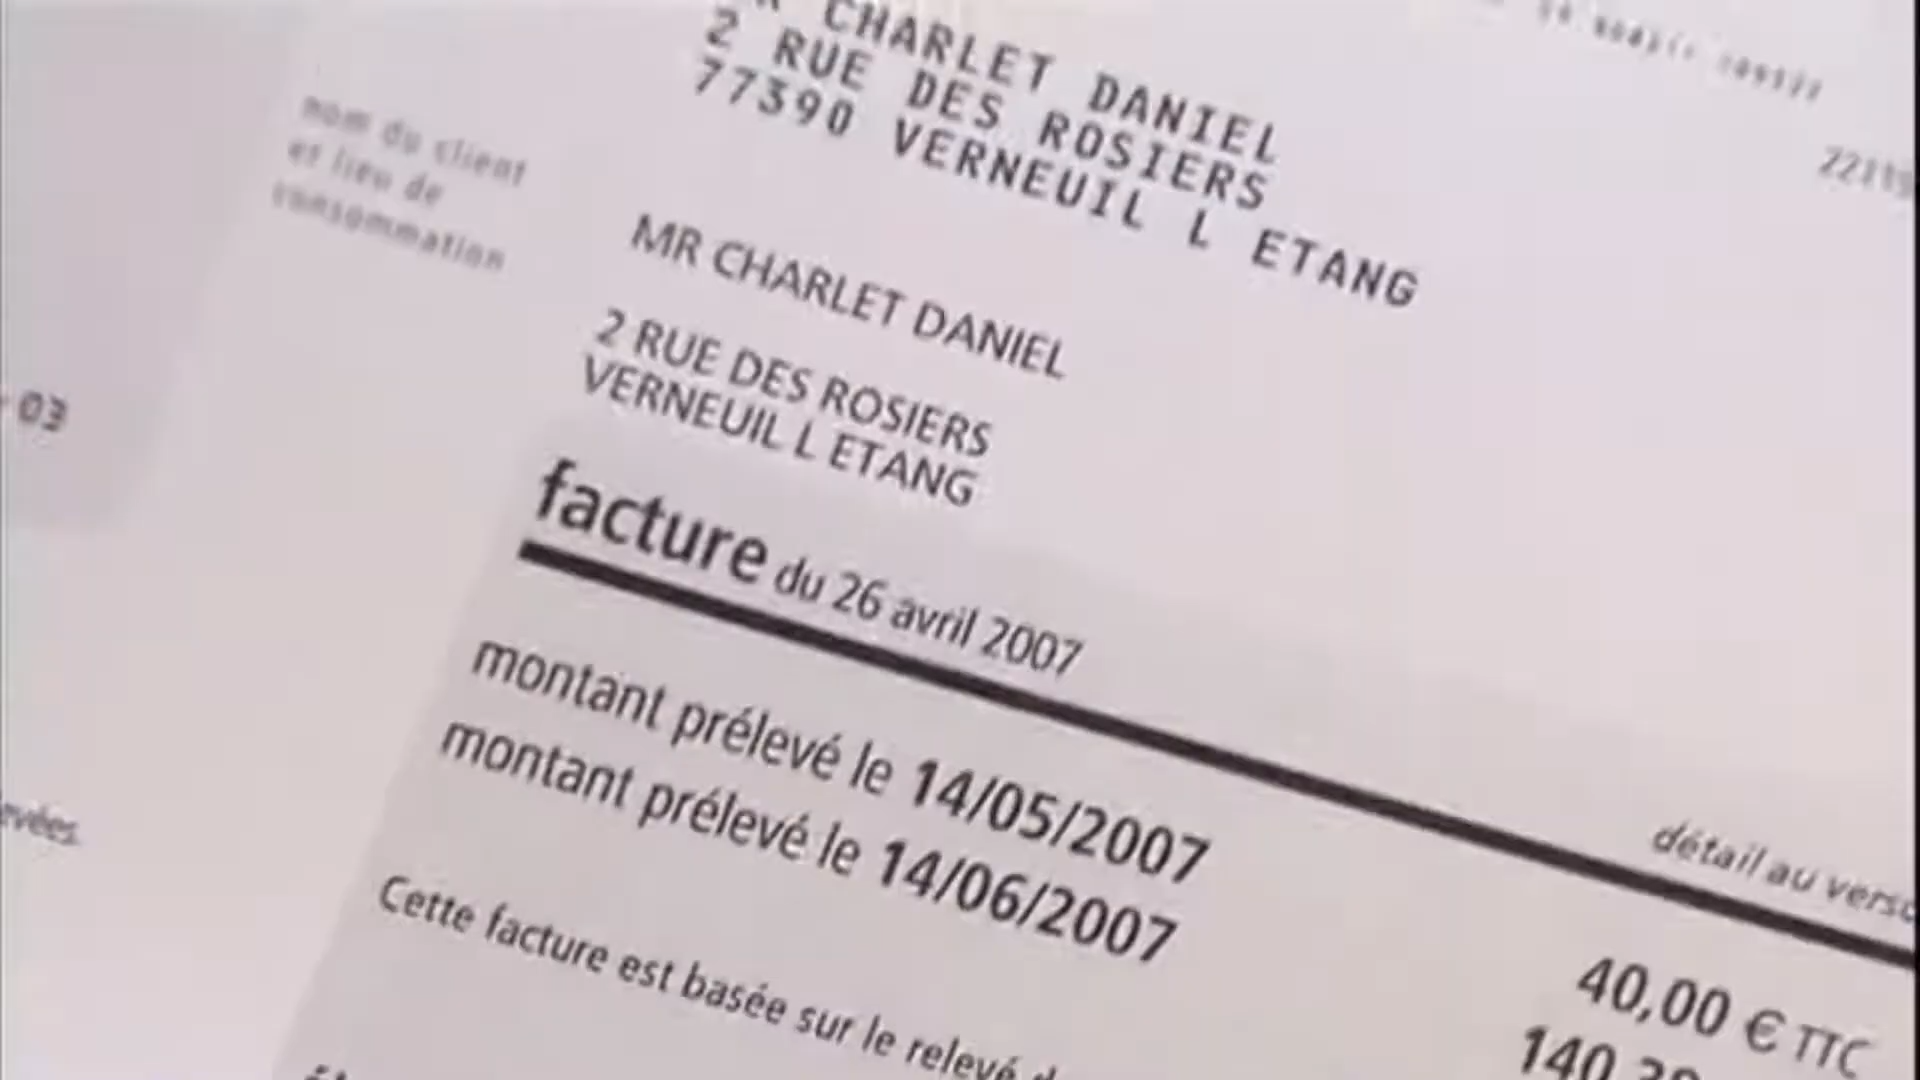 CHARLET DANIEL
2 RUE DES ROSIERS
77390 VERNEUIL L ETANG
nom du client
et lieu de
consommation
MR CHARLET DANIEL
2 RUE DES ROSIERS
VERNEUIL L ETANG
03
facture du 26 avril 2007
montant prélevé le 14/05/2007
montant prélevé le 14/06/2007
détail au verso
40,00 € TTC
Cette facture est basée sur le relevé